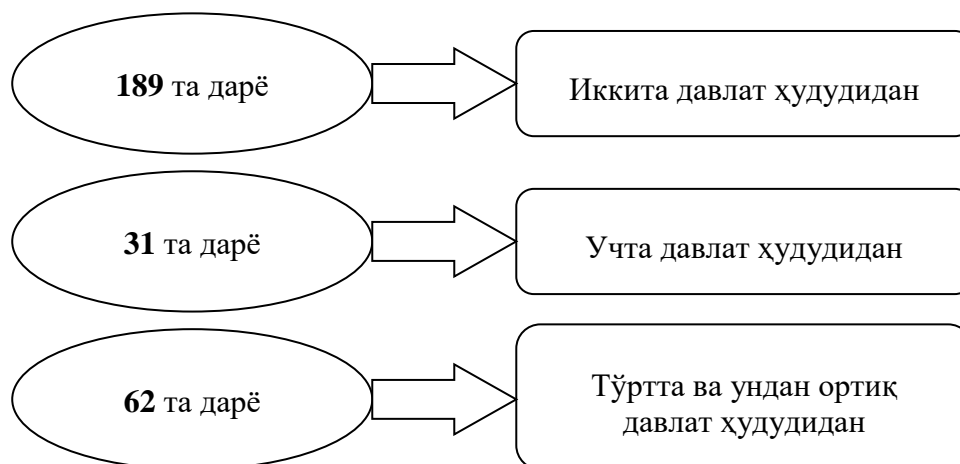 189 та дарё
Иккита давлат ҳудудидан
31 та дарё
Учта давлат ҳудудидан
62 та дарё
Тўртта ва ундан ортиқ
давлат ҳудудидан